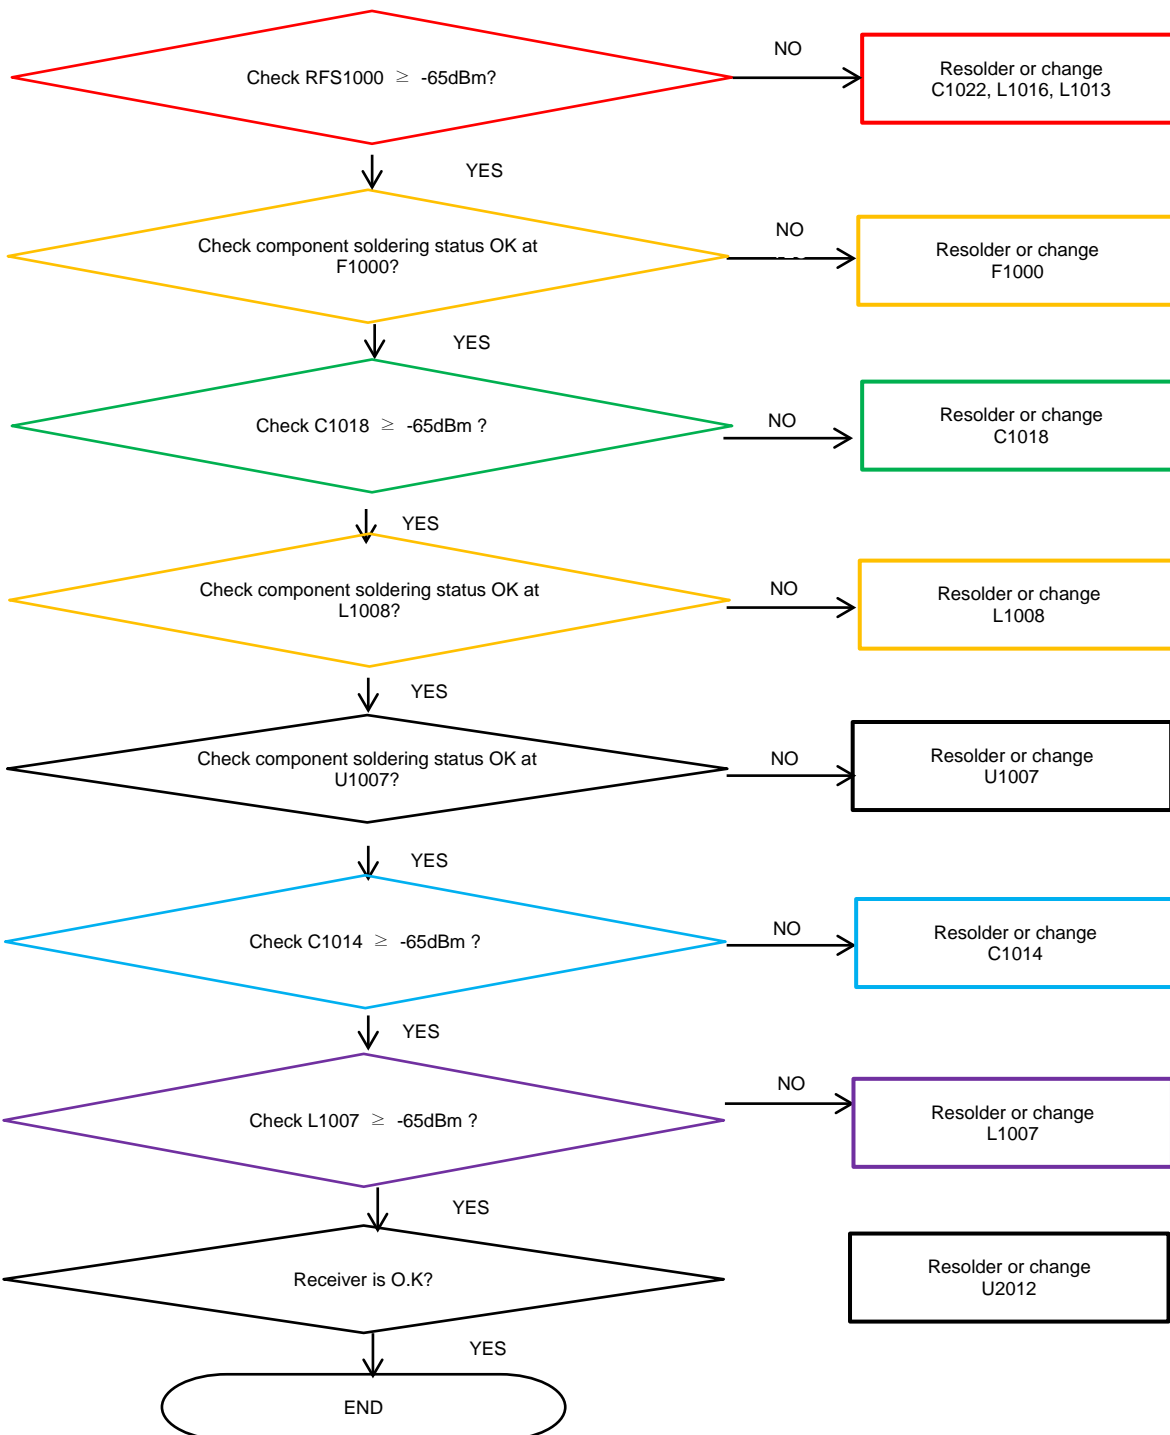 Check RFS1000 ≥ -65dBm?
NO
Resolder or change
C1022, L1016, L1013
YES
Check component soldering status OK at
F1000?
NO
Resolder or change
F1000
YES
Check C1018 ≥ -65dBm ?
NO
Resolder or change
C1018
YES
Check component soldering status OK at
L1008?
NO
Resolder or change
L1008
YES
Check component soldering status OK at
U1007?
NO
Resolder or change
U1007
YES
Check C1014 ≥ -65dBm ?
NO
Resolder or change
C1014
YES
Check L1007 ≥ -65dBm ?
NO
Resolder or change
L1007
YES
Receiver is O.K?
Resolder or change
U2012
YES
END